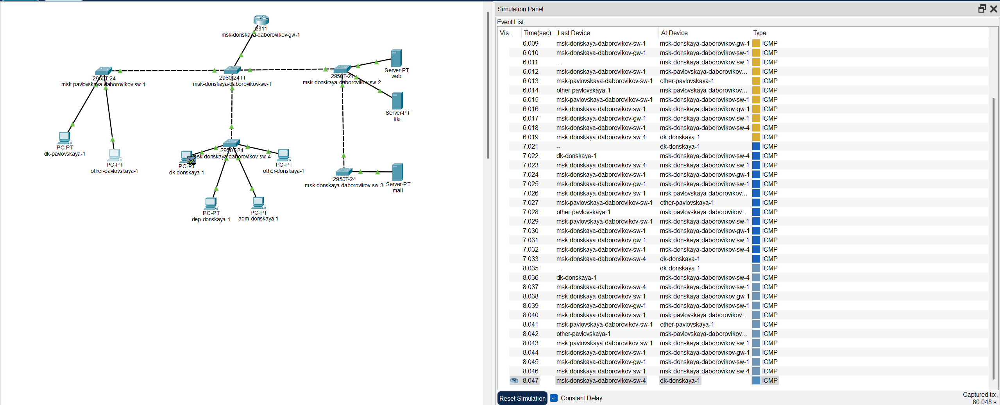 2811
msk-donskaya-daborovikov-gw-1
2950T-24
msk-pavlovskaya-daborovikov-sw-1
2960-24TT
msk-donskaya-daborovikov-sw-1
2950T-24
msk-donskaya-daborovikov-sw-2
Server-PT
web
Server-PT
file
PC-PT
dk-pavlovskaya-1
PC-PT
other-pavlovskaya-1
2950T-24
msk-donskaya-daborovikov-sw-4
PC-PT
dk-donskaya-1
PC-PT
other-donskaya-1
2950T-24
msk-donskaya-daborovikov-sw-3
Server-PT
mail
PC-PT
dep-donskaya-1
PC-PT
adm-donskaya-1
Simulation Panel
Event List
Vis. Time(sec) Last Device At Device Type
6.009 msk-donskaya-daborovikov-sw-1 msk-donskaya-daborovikov-gw-1 ICMP
6.010 msk-donskaya-daborovikov-gw-1 msk-donskaya-daborovikov-sw-1 ICMP
6.011 -- msk-donskaya-daborovikov-sw-1 ICMP
6.012 msk-donskaya-daborovikov-sw-1 msk-pavlovskaya-daborovikov... ICMP
6.013 msk-pavlovskaya-daborovikov-sw-1 other-pavlovskaya-1 ICMP
6.014 other-pavlovskaya-1 msk-pavlovskaya-daborovikov... ICMP
6.015 msk-pavlovskaya-daborovikov-sw-1 msk-donskaya-daborovikov-sw-1 ICMP
6.016 msk-donskaya-daborovikov-sw-1 msk-donskaya-daborovikov-gw-1 ICMP
6.017 msk-donskaya-daborovikov-gw-1 msk-donskaya-daborovikov-sw-1 ICMP
6.018 msk-donskaya-daborovikov-sw-1 msk-donskaya-daborovikov-sw-4 ICMP
6.019 msk-donskaya-daborovikov-sw-4 dk-donskaya-1 ICMP
7.021 -- dk-donskaya-1 ICMP
7.022 dk-donskaya-1 msk-donskaya-daborovikov-sw-4 ICMP
7.023 msk-donskaya-daborovikov-sw-4 msk-donskaya-daborovikov-sw-1 ICMP
7.024 msk-donskaya-daborovikov-sw-1 msk-donskaya-daborovikov-gw-1 ICMP
7.025 msk-donskaya-daborovikov-gw-1 msk-donskaya-daborovikov-sw-1 ICMP
7.026 msk-donskaya-daborovikov-sw-1 msk-pavlovskaya-daborovikov... ICMP
7.027 msk-pavlovskaya-daborovikov-sw-1 other-pavlovskaya-1 ICMP
7.028 other-pavlovskaya-1 msk-pavlovskaya-daborovikov... ICMP
7.029 msk-pavlovskaya-daborovikov-sw-1 msk-donskaya-daborovikov-sw-1 ICMP
7.030 msk-donskaya-daborovikov-sw-1 msk-donskaya-daborovikov-gw-1 ICMP
7.031 msk-donskaya-daborovikov-gw-1 msk-donskaya-daborovikov-sw-1 ICMP
7.032 msk-donskaya-daborovikov-sw-1 msk-donskaya-daborovikov-sw-4 ICMP
7.033 msk-donskaya-daborovikov-sw-4 dk-donskaya-1 ICMP
8.035 -- dk-donskaya-1 ICMP
8.036 dk-donskaya-1 msk-donskaya-daborovikov-sw-4 ICMP
8.037 msk-donskaya-daborovikov-sw-4 msk-donskaya-daborovikov-sw-1 ICMP
8.038 msk-donskaya-daborovikov-sw-1 msk-donskaya-daborovikov-gw-1 ICMP
8.039 msk-donskaya-daborovikov-gw-1 msk-donskaya-daborovikov-sw-1 ICMP
8.040 msk-donskaya-daborovikov-sw-1 msk-pavlovskaya-daborovikov... ICMP
8.041 msk-pavlovskaya-daborovikov-sw-1 other-pavlovskaya-1 ICMP
8.042 other-pavlovskaya-1 msk-pavlovskaya-daborovikov... ICMP
8.043 msk-pavlovskaya-daborovikov-sw-1 msk-donskaya-daborovikov-sw-1 ICMP
8.044 msk-donskaya-daborovikov-sw-1 msk-donskaya-daborovikov-gw-1 ICMP
8.045 msk-donskaya-daborovikov-gw-1 msk-donskaya-daborovikov-sw-1 ICMP
8.046 msk-donskaya-daborovikov-sw-1 msk-donskaya-daborovikov-sw-4 ICMP
8.047 msk-donskaya-daborovikov-sw-4 dk-donskaya-1 ICMP
Reset Simulation Constant Delay
Captured to:
80.048 s